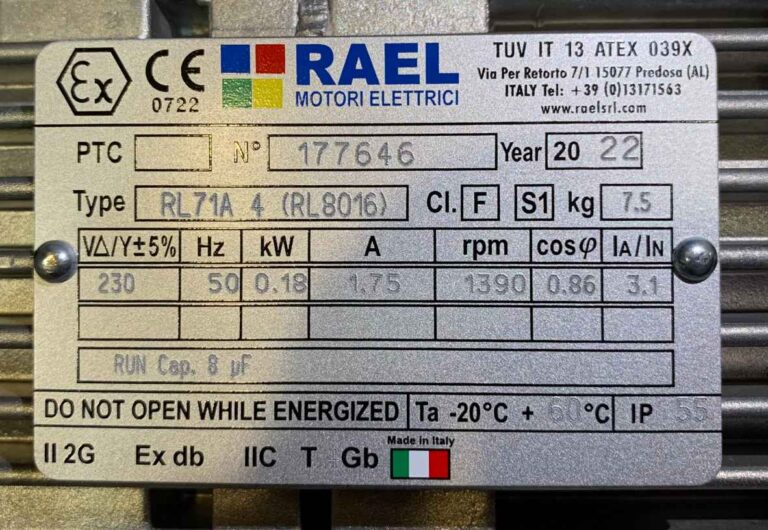 Ex CE 0722 RAEL MOTORI ELETTRICI
TUV IT 13 ATEX 039X
Via Per Retorto 7/1 15077 Predosa (AL)
ITALY Tel: +39 (0)13171563
www.raelsrl.com
PTC N° 177646 Year 20 22
Type RL71A 4 (RL8016) Cl. F S1 kg 7.5
V△/Y±5% Hz kW A rpm cosφ IA/IN
230 50 0.18 1.75 1390 0.86 3.1
RUN Cap. 8 µF
DO NOT OPEN WHILE ENERGIZED Ta -20°C + 60°C IP 55
Made in Italy
II 2G Ex db IIC T Gb